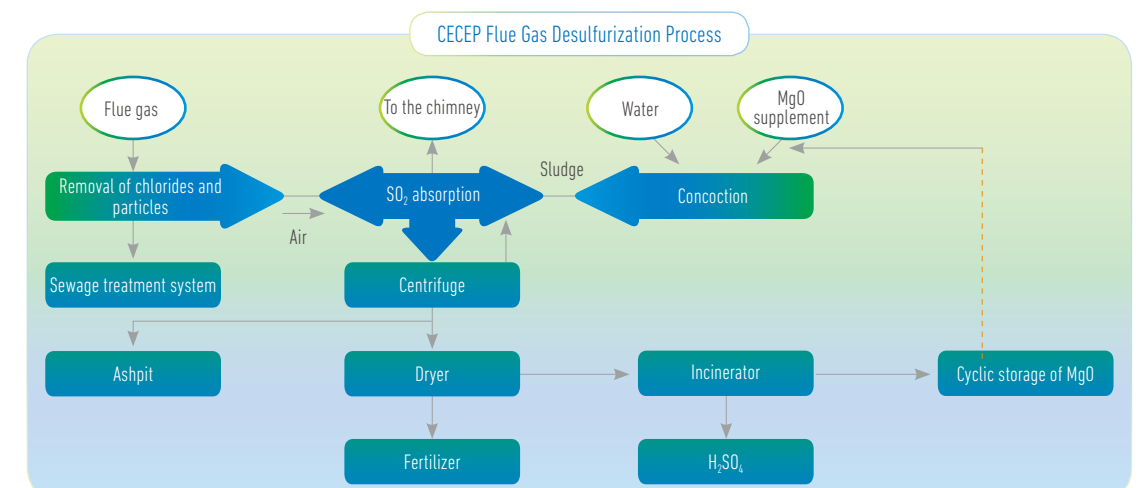 CECEP Flue Gas Desulfurization Process
Flue gas
To the chimney
Water
MgO
supplement
Removal of chlorides and
particles
Air
SO₂ absorption
Sludge
Concoction
Sewage treatment system
Centrifuge
Ashpit
Dryer
Incinerator
Cyclic storage of MgO
Fertilizer
H₂SO₄